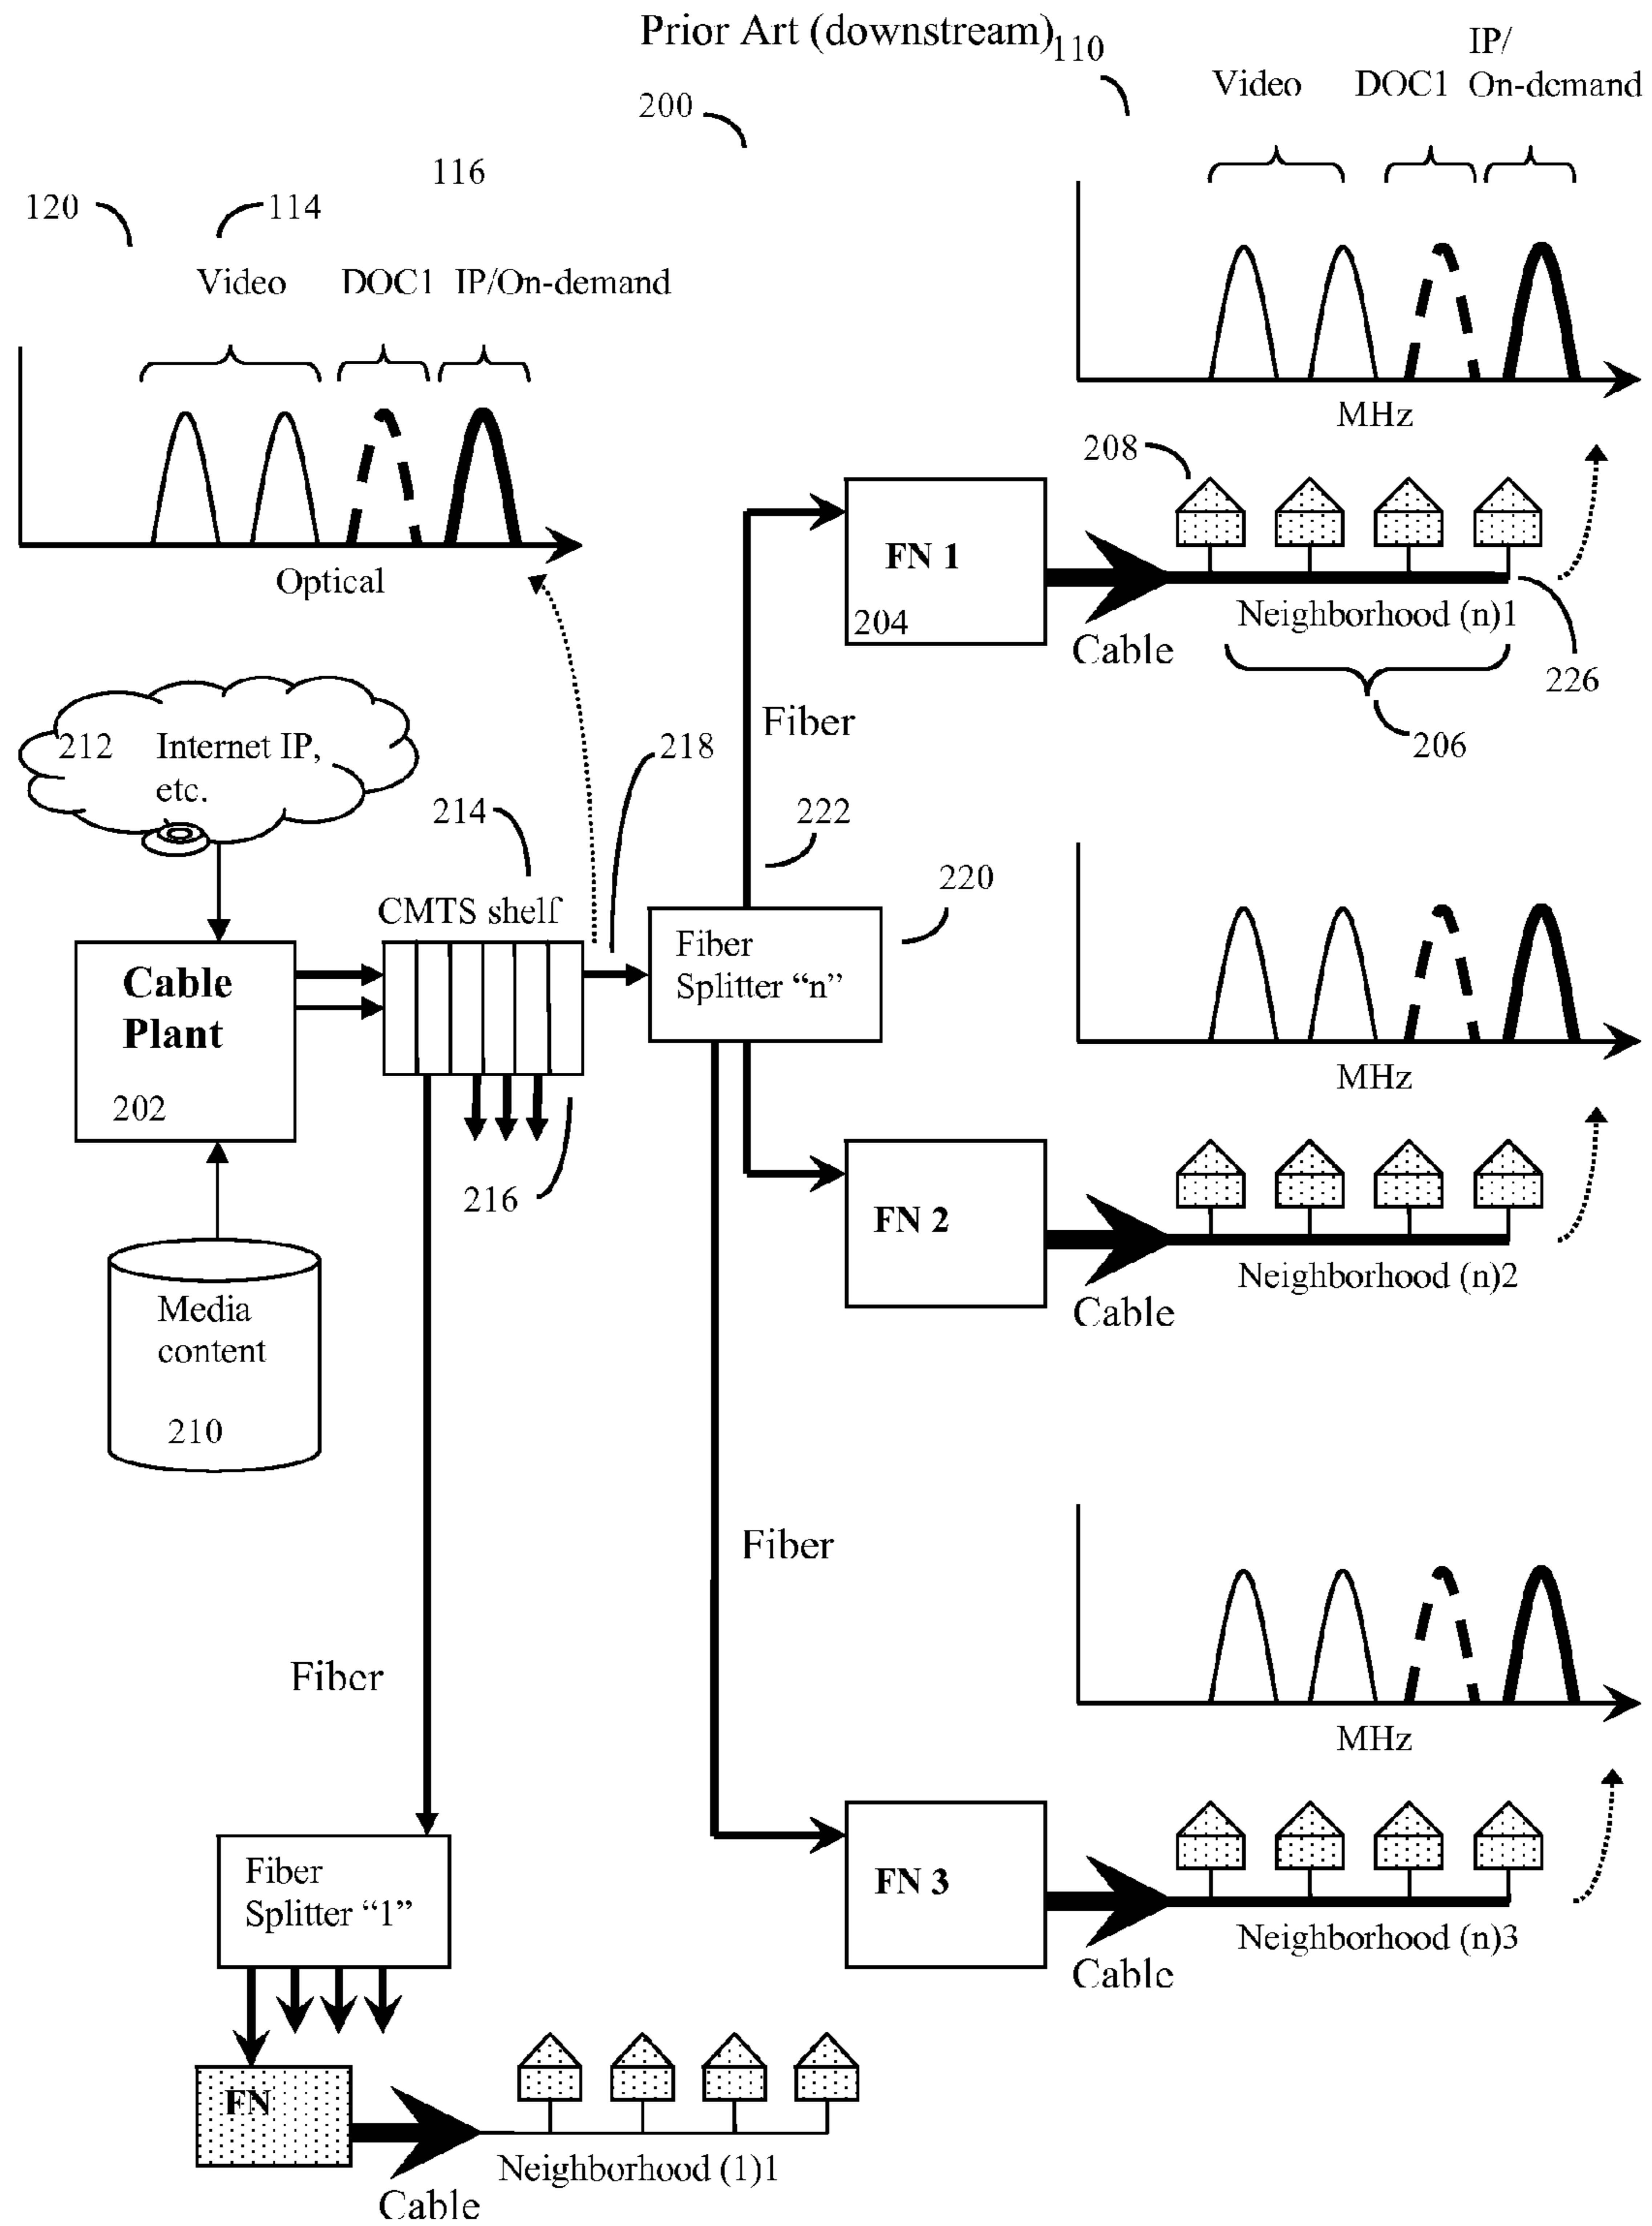 Prior Art (downstream)
110
IP/
Video DOC1 On-demand
200
116
120
114
Video DOC1 IP/On-demand
MHz
208
Optical
FN 1
204
Neighborhood (n)1
Cable
226
Fiber
206
212 Internet IP,
etc.
218
214
222
220
CMTS shelf
Fiber
Splitter “n”
Cable
Plant
202
MHz
216
FN 2
Neighborhood (n)2
Cable
Media
content
210
Fiber
Fiber
MHz
Fiber
Splitter “1”
FN 3
Neighborhood (n)3
Cable
FN
Neighborhood (1)1
Cable